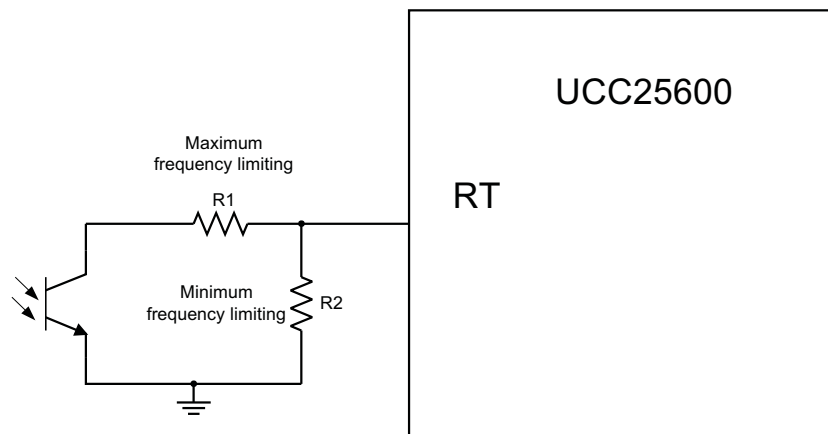 UCC25600
Maximum
frequency limiting
R1
RT
Minimum
frequency limiting
R2